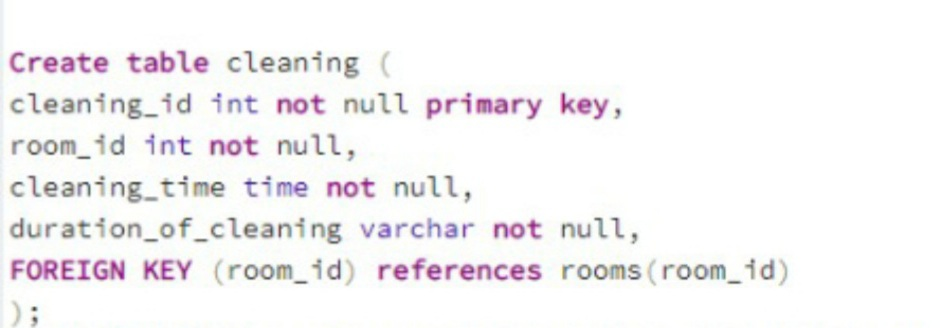 Create table cleaning (
cleaning_id int not null primary key,
room_id int not null,
cleaning_time time not null,
duration_of_cleaning varchar not null,
FOREIGN KEY (room_id) references rooms(room_id)
);